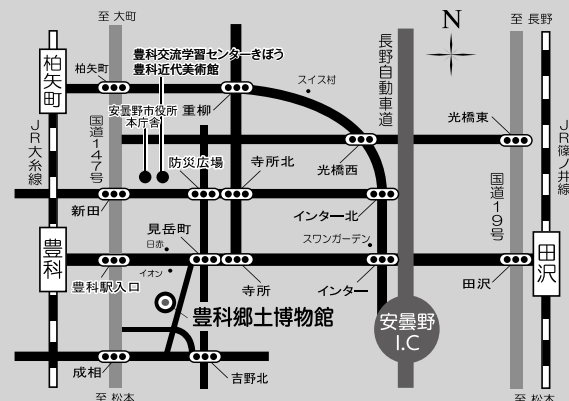 至 大町
N
至 長野
豊科交流学習センターきぼう
豊科近代美術館
柏矢町
柏矢町
長野自動車道
スイス村
安曇野市役所
本庁舎
重柳
光橋東
国道147号
JR大糸線
JR篠ノ井線
防災広場
寺所北
光橋西
国道19号
新田
見岳町
インター北
日赤
スワンガーデン
豊科
田沢
イオン
豊科駅入口
寺所
インター
田沢
豊科郷土博物館
安曇野
I.C
成相
吉野北
至 松本
至 松本